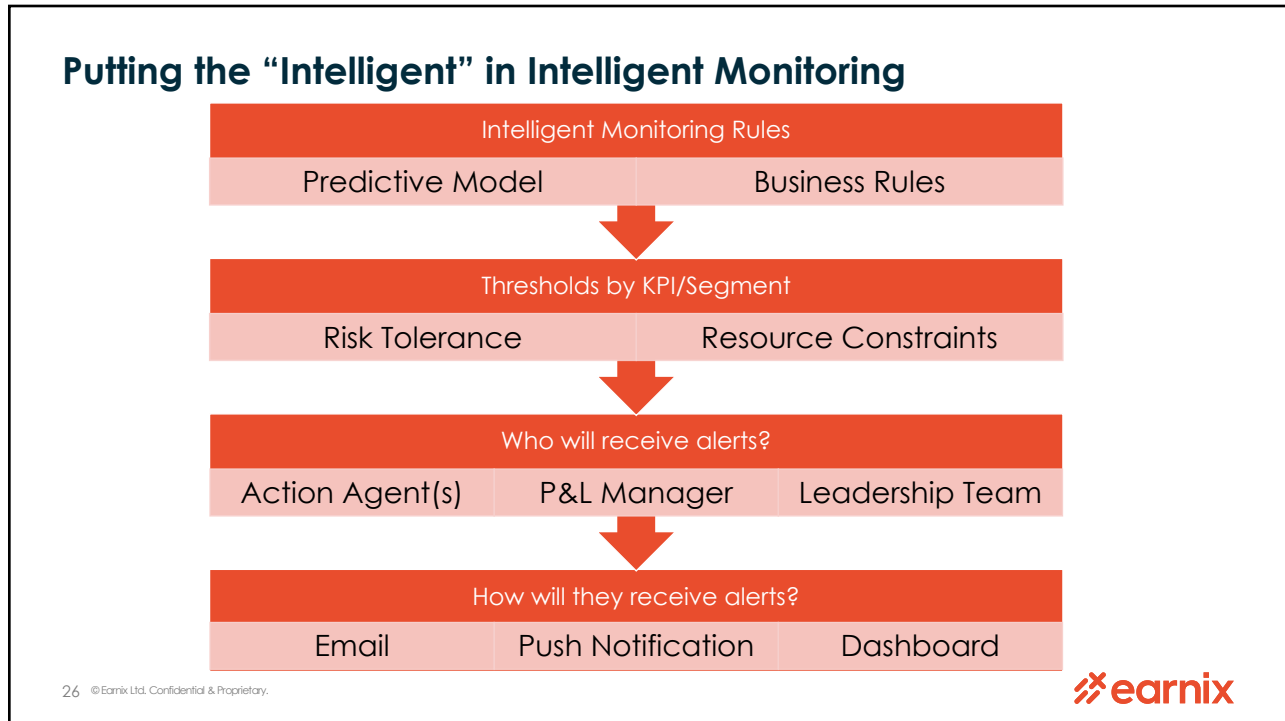 Putting the “Intelligent” in Intelligent Monitoring
Intelligent Monitoring Rules
Predictive Model Business Rules
Thresholds by KPI/Segment
Risk Tolerance Resource Constraints
Who will receive alerts?
Action Agent(s) P&L Manager Leadership Team
How will they receive alerts?
Email Push Notification Dashboard
26 © Earnix Ltd. Confidential & Proprietary.
earnix